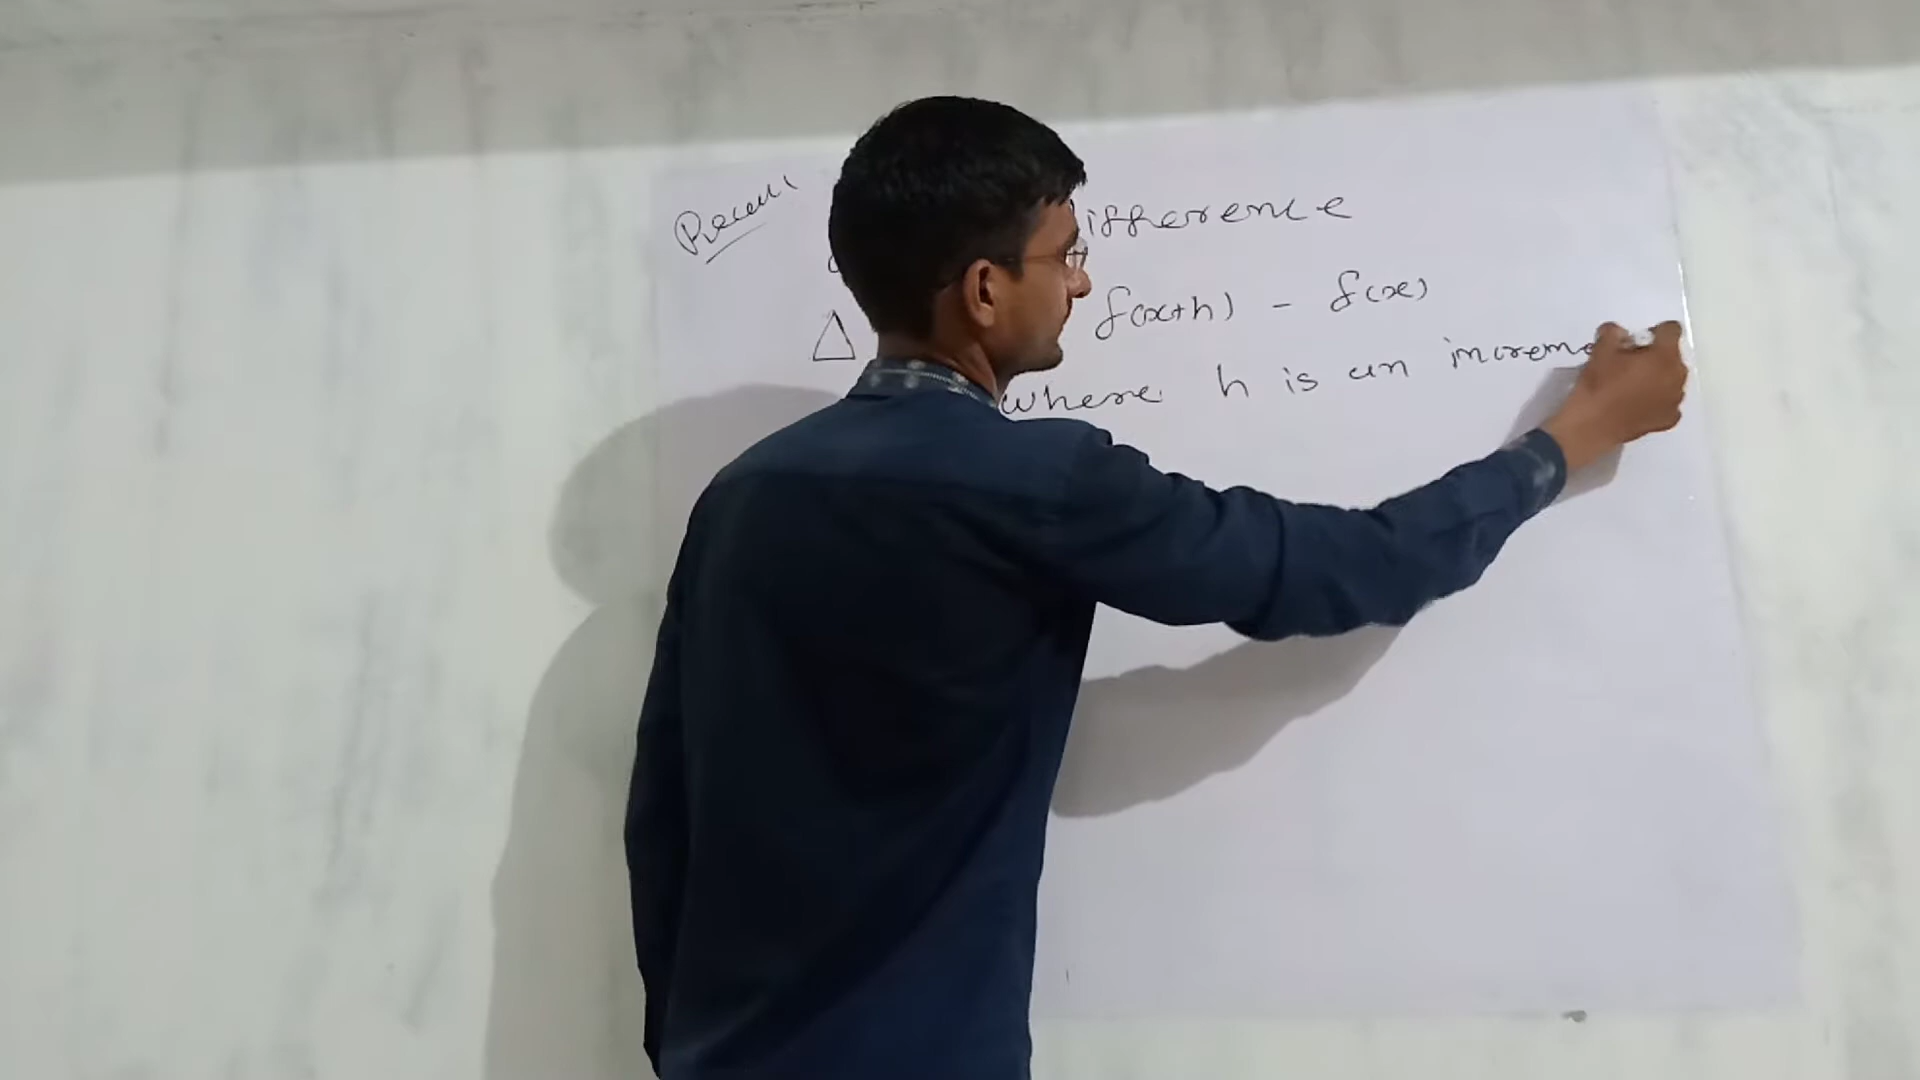 Recall
ifference
Δ f(x+h) - f(x)
where h is an increme